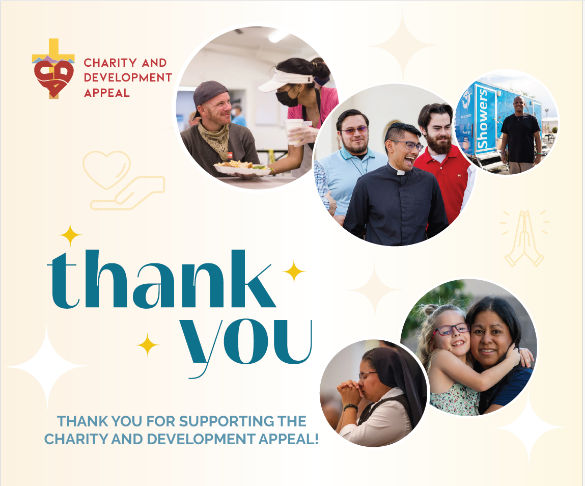 CHARITY AND
DEVELOPMENT
APPEAL
Showers
thank
you
THANK YOU FOR SUPPORTING THE
CHARITY AND DEVELOPMENT APPEAL!